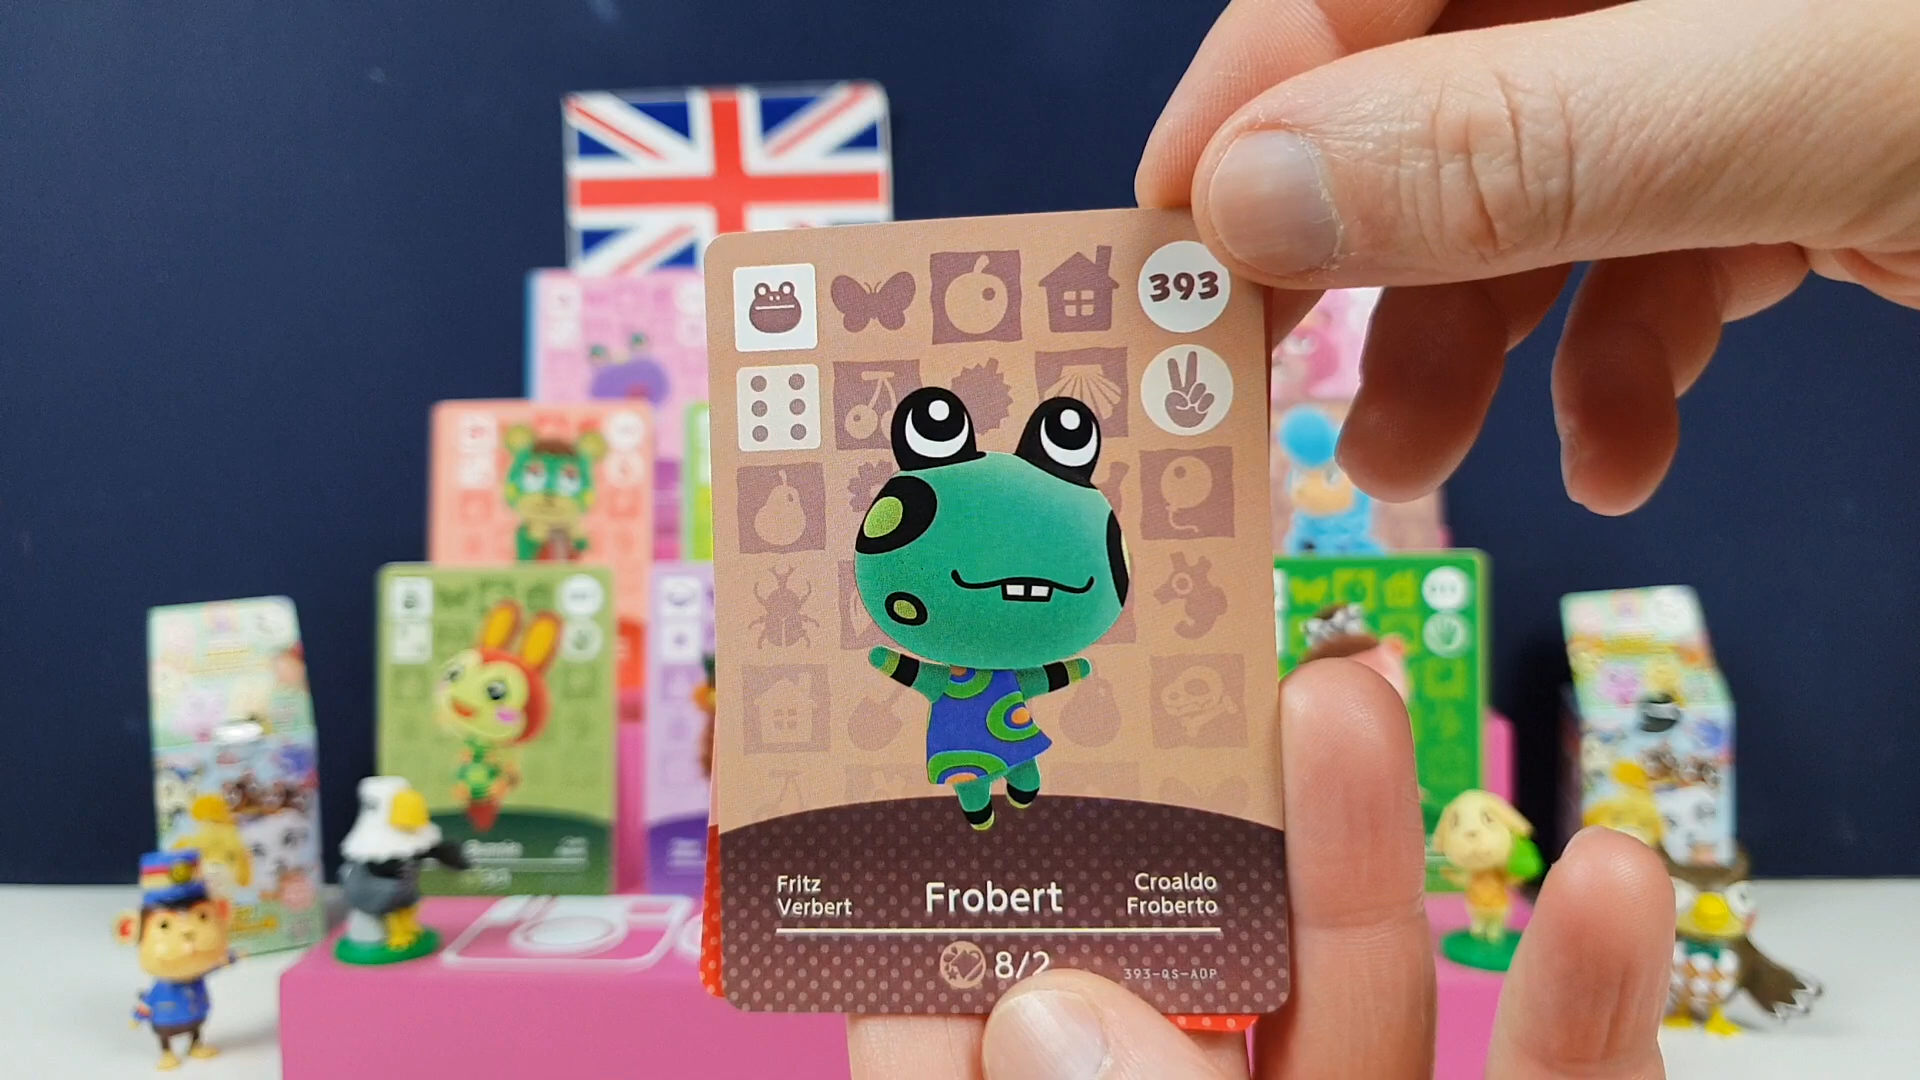 393
Fritz
Verbert
Frobert
Croaldo
Froberto
8/2
393-QS-AOP